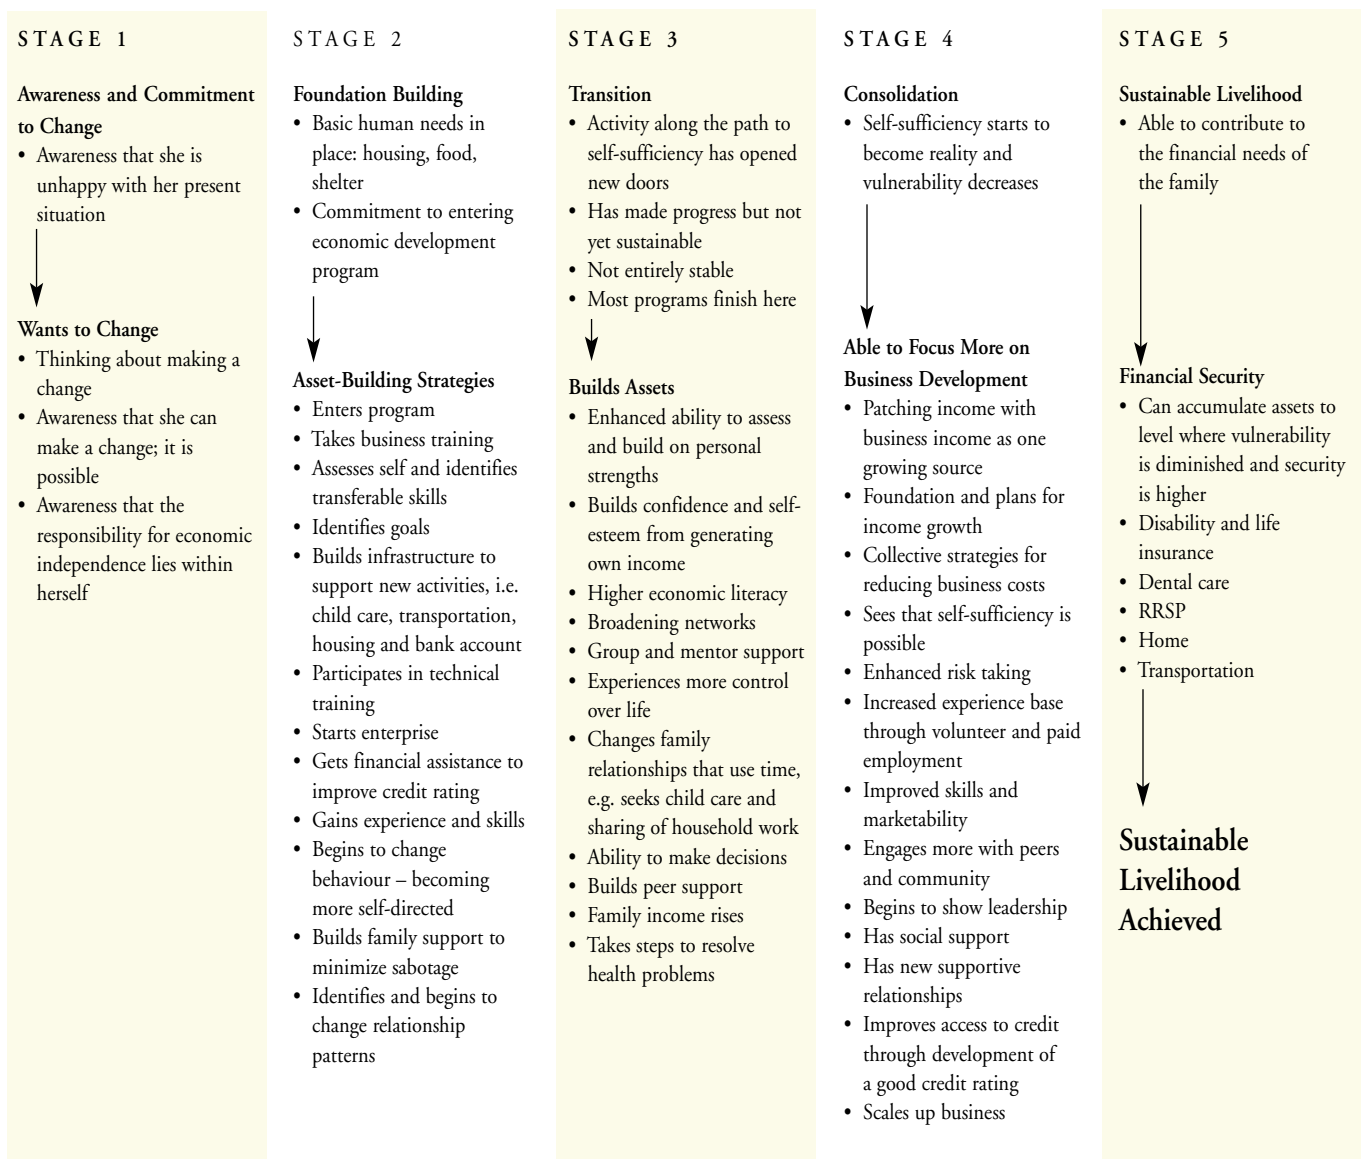 STAGE 1
Awareness and Commitment
to Change
• Awareness that she is
unhappy with her present
situation
Wants to Change
• Thinking about making a
change
• Awareness that she can
make a change; it is
possible
• Awareness that the
responsibility for economic
independence lies within
herself
STAGE 2
Foundation Building
• Basic human needs in
place: housing, food,
shelter
• Commitment to entering
economic development
program
Asset-Building Strategies
• Enters program
• Takes business training
• Assesses self and identifies
transferable skills
• Identifies goals
• Builds infrastructure to
support new activities, i.e.
child care, transportation,
housing and bank account
• Participates in technical
training
• Starts enterprise
• Gets financial assistance to
improve credit rating
• Gains experience and skills
• Begins to change
behaviour – becoming
more self-directed
• Builds family support to
minimize sabotage
• Identifies and begins to
change relationship
patterns
STAGE 3
Transition
• Activity along the path to
self-sufficiency has opened
new doors
• Has made progress but not
yet sustainable
• Not entirely stable
• Most programs finish here
Builds Assets
• Enhanced ability to assess
and build on personal
strengths
• Builds confidence and self-
esteem from generating
own income
• Higher economic literacy
• Broadening networks
• Group and mentor support
• Experiences more control
over life
• Changes family
relationships that use time,
e.g. seeks child care and
sharing of household work
• Ability to make decisions
• Builds peer support
• Family income rises
• Takes steps to resolve
health problems
STAGE 4
Consolidation
• Self-sufficiency starts to
become reality and
vulnerability decreases
Able to Focus More on
Business Development
• Patching income with
business income as one
growing source
• Foundation and plans for
income growth
• Collective strategies for
reducing business costs
• Sees that self-sufficiency is
possible
• Enhanced risk taking
• Increased experience base
through volunteer and paid
employment
• Improved skills and
marketability
• Engages more with peers
and community
• Begins to show leadership
• Has social support
• Has new supportive
relationships
• Improves access to credit
through development of
a good credit rating
• Scales up business
STAGE 5
Sustainable Livelihood
• Able to contribute to
the financial needs of
the family
Financial Security
• Can accumulate assets to
level where vulnerability
is diminished and security
is higher
• Disability and life
insurance
• Dental care
• RRSP
• Home
• Transportation
Sustainable
Livelihood
Achieved